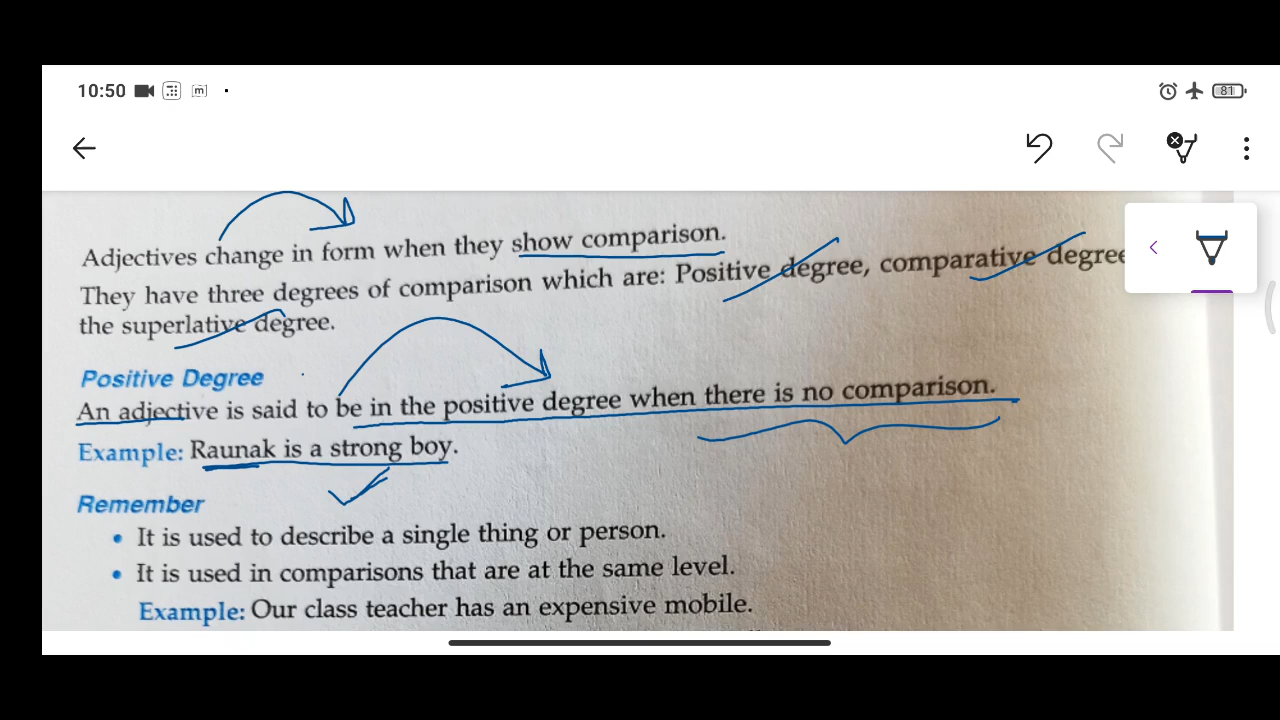 10:50
81
Adjectives change in form when they show comparison.
They have three degrees of comparison which are: Positive degree, comparative degree
the superlative degree.
Positive Degree
An adjective is said to be in the positive degree when there is no comparison.
Example: Raunak is a strong boy.
Remember
• It is used to describe a single thing or person.
• It is used in comparisons that are at the same level.
Example: Our class teacher has an expensive mobile.